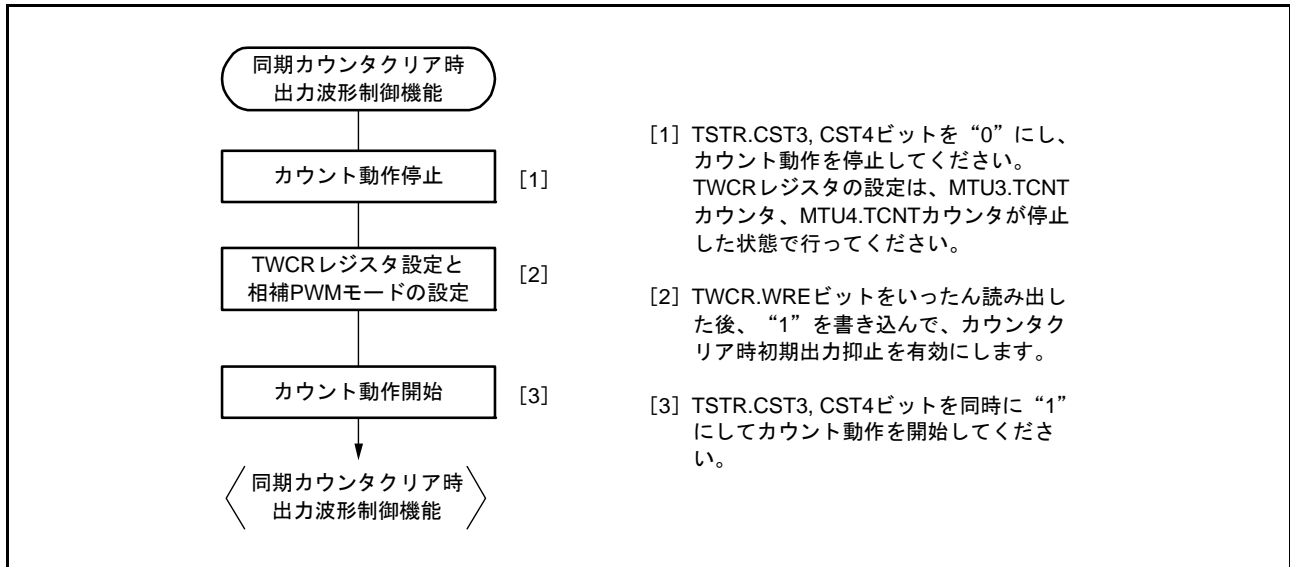 同期カウンタクリア時
出力波形制御機能
カウント動作停止
[1]
TWCRレジスタ設定と
相補PWMモードの設定
[2]
カウント動作開始
[3]
同期カウンタクリア時
出力波形制御機能
[1] TSTR.CST3, CST4ビットを“0”にし、
カウント動作を停止してください。
TWCRレジスタの設定は、MTU3.TCNT
カウンタ、MTU4.TCNTカウンタが停止
した状態で行ってください。
[2] TWCR.WREビットをいったん読み出し
た後、“1”を書き込んで、カウンタク
リア時初期出力抑止を有効にします。
[3] TSTR.CST3, CST4ビットを同時に“1”
にしてカウント動作を開始してくださ
い。